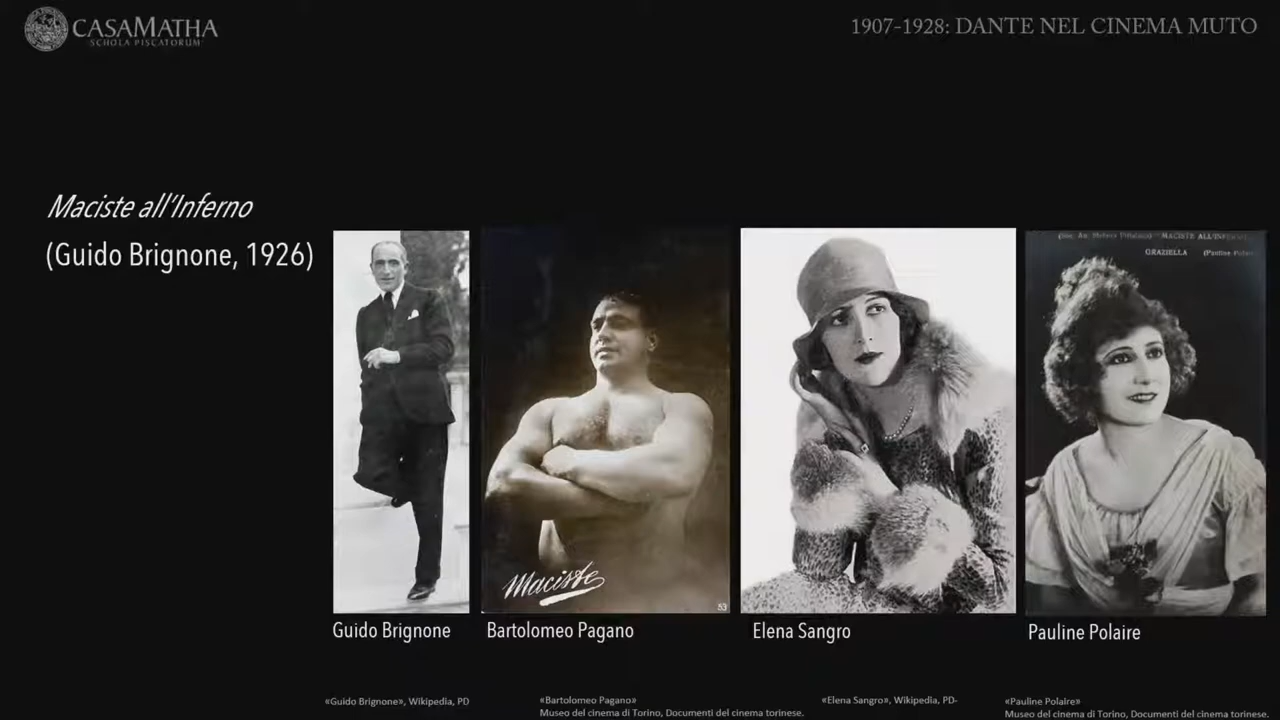 CASAMATHA
SCHOLA PISCATORUM
1907-1928: DANTE NEL CINEMA MUTO
Maciste all'Inferno
(Guido Brignone, 1926)
MACISTE ALL'INFERNO
GRAZIELLA (Pauline
Maciste
53
Guido Brignone
Bartolomeo Pagano
Elena Sangro
Pauline Polaire
«Guido Brignone», Wikipedia, PD
«Bartolomeo Pagano»
Museo del cinema di Torino, Documenti del cinema torinese.
«Elena Sangro», Wikipedia, PD-
«Pauline Polaire»
Museo del cinema di Torino, Documenti del cinema torinese.